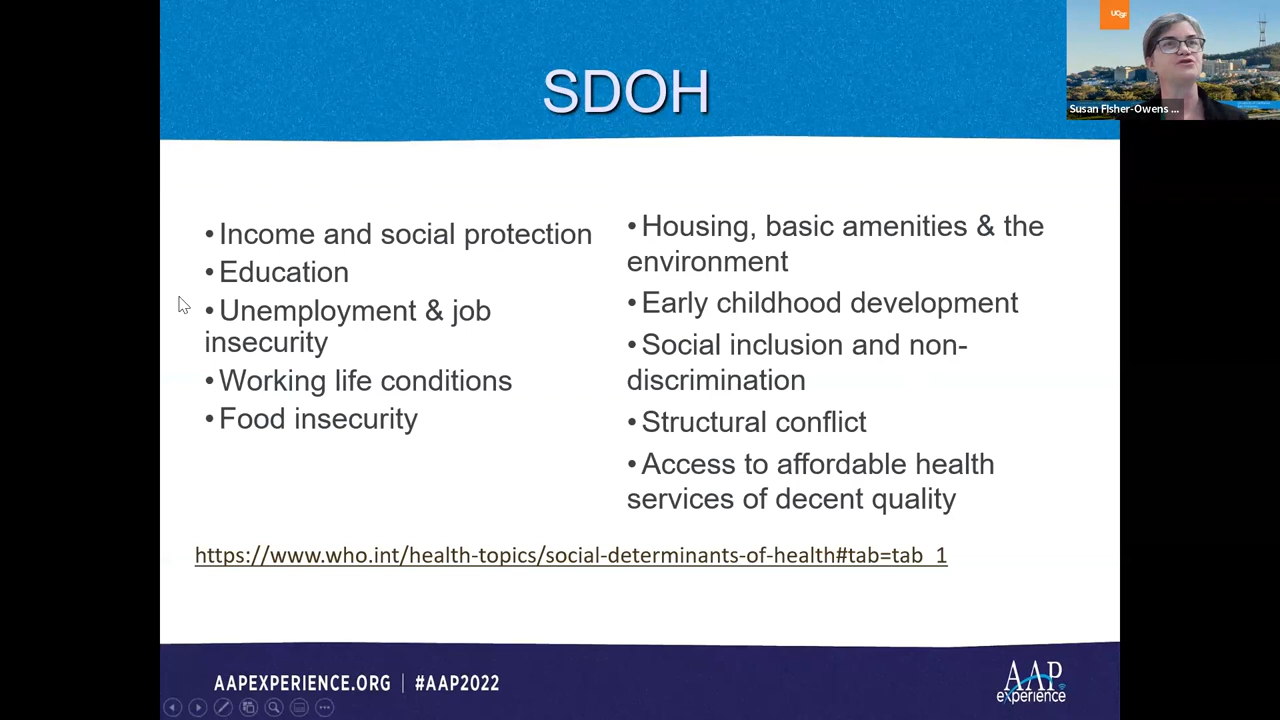 SDOH
UCSF
Susan FIsher-Owens ...
•Income and social protection
•Education
•Unemployment & job
insecurity
•Working life conditions
•Food insecurity
•Housing, basic amenities & the
environment
•Early childhood development
•Social inclusion and non-
discrimination
•Structural conflict
•Access to affordable health
services of decent quality
https://www.who.int/health-topics/social-determinants-of-health#tab=tab_1
AAPEXPERIENCE.ORG | #AAP2022
AAP
experience